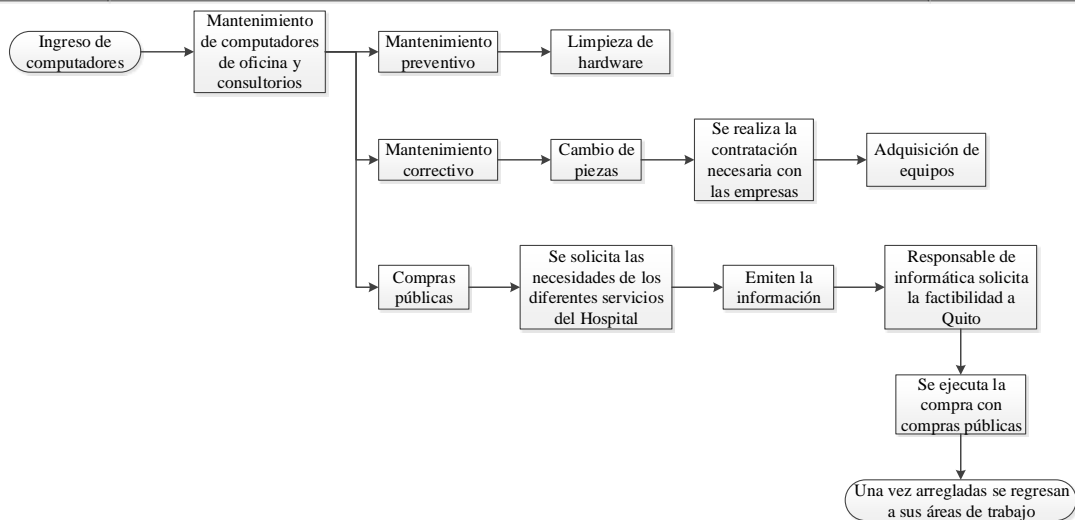 Ingreso de
computadores
Mantenimiento
de computadores
de oficina y
consultorios
Mantenimiento
preventivo
Limpieza de
hardware
Mantenimiento
correctivo
Cambio de
piezas
Se realiza la
contratación
necesaria con
las empresas
Adquisición de
equipos
Compras
públicas
Se solicita las
necesidades de los
diferentes servicios
del Hospital
Emiten la
información
Responsable de
informática solicita
la factibilidad a
Quito
Se ejecuta la
compra con
compras públicas
Una vez arregladas se regresan
a sus áreas de trabajo